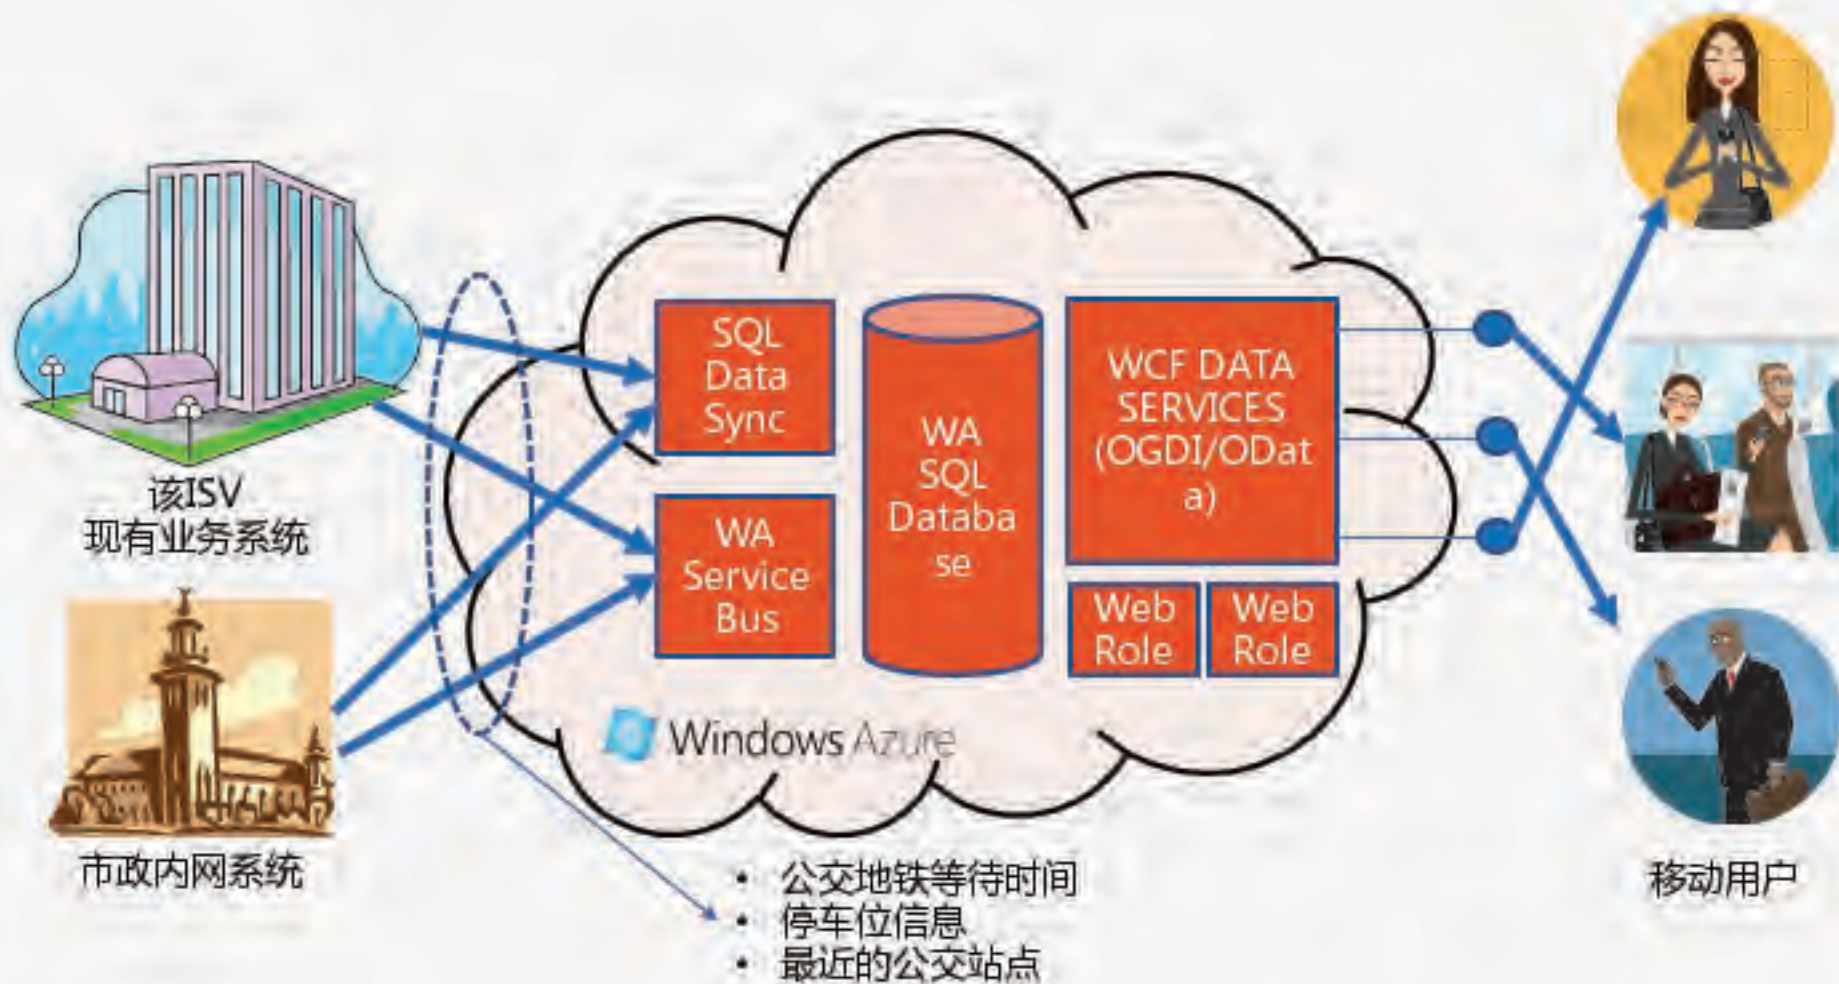 SQL
Data
Sync
WA
Service
Bus
WA
SQL
Databa
se
WCF DATA
SERVICES
(OGDI/ODat
a)
Web
Role
Web
Role
Windows Azure
该ISV
现有业务系统
市政内网系统
移动用户
• 公交地铁等待时间
• 停车位信息
• 最近的公交站点